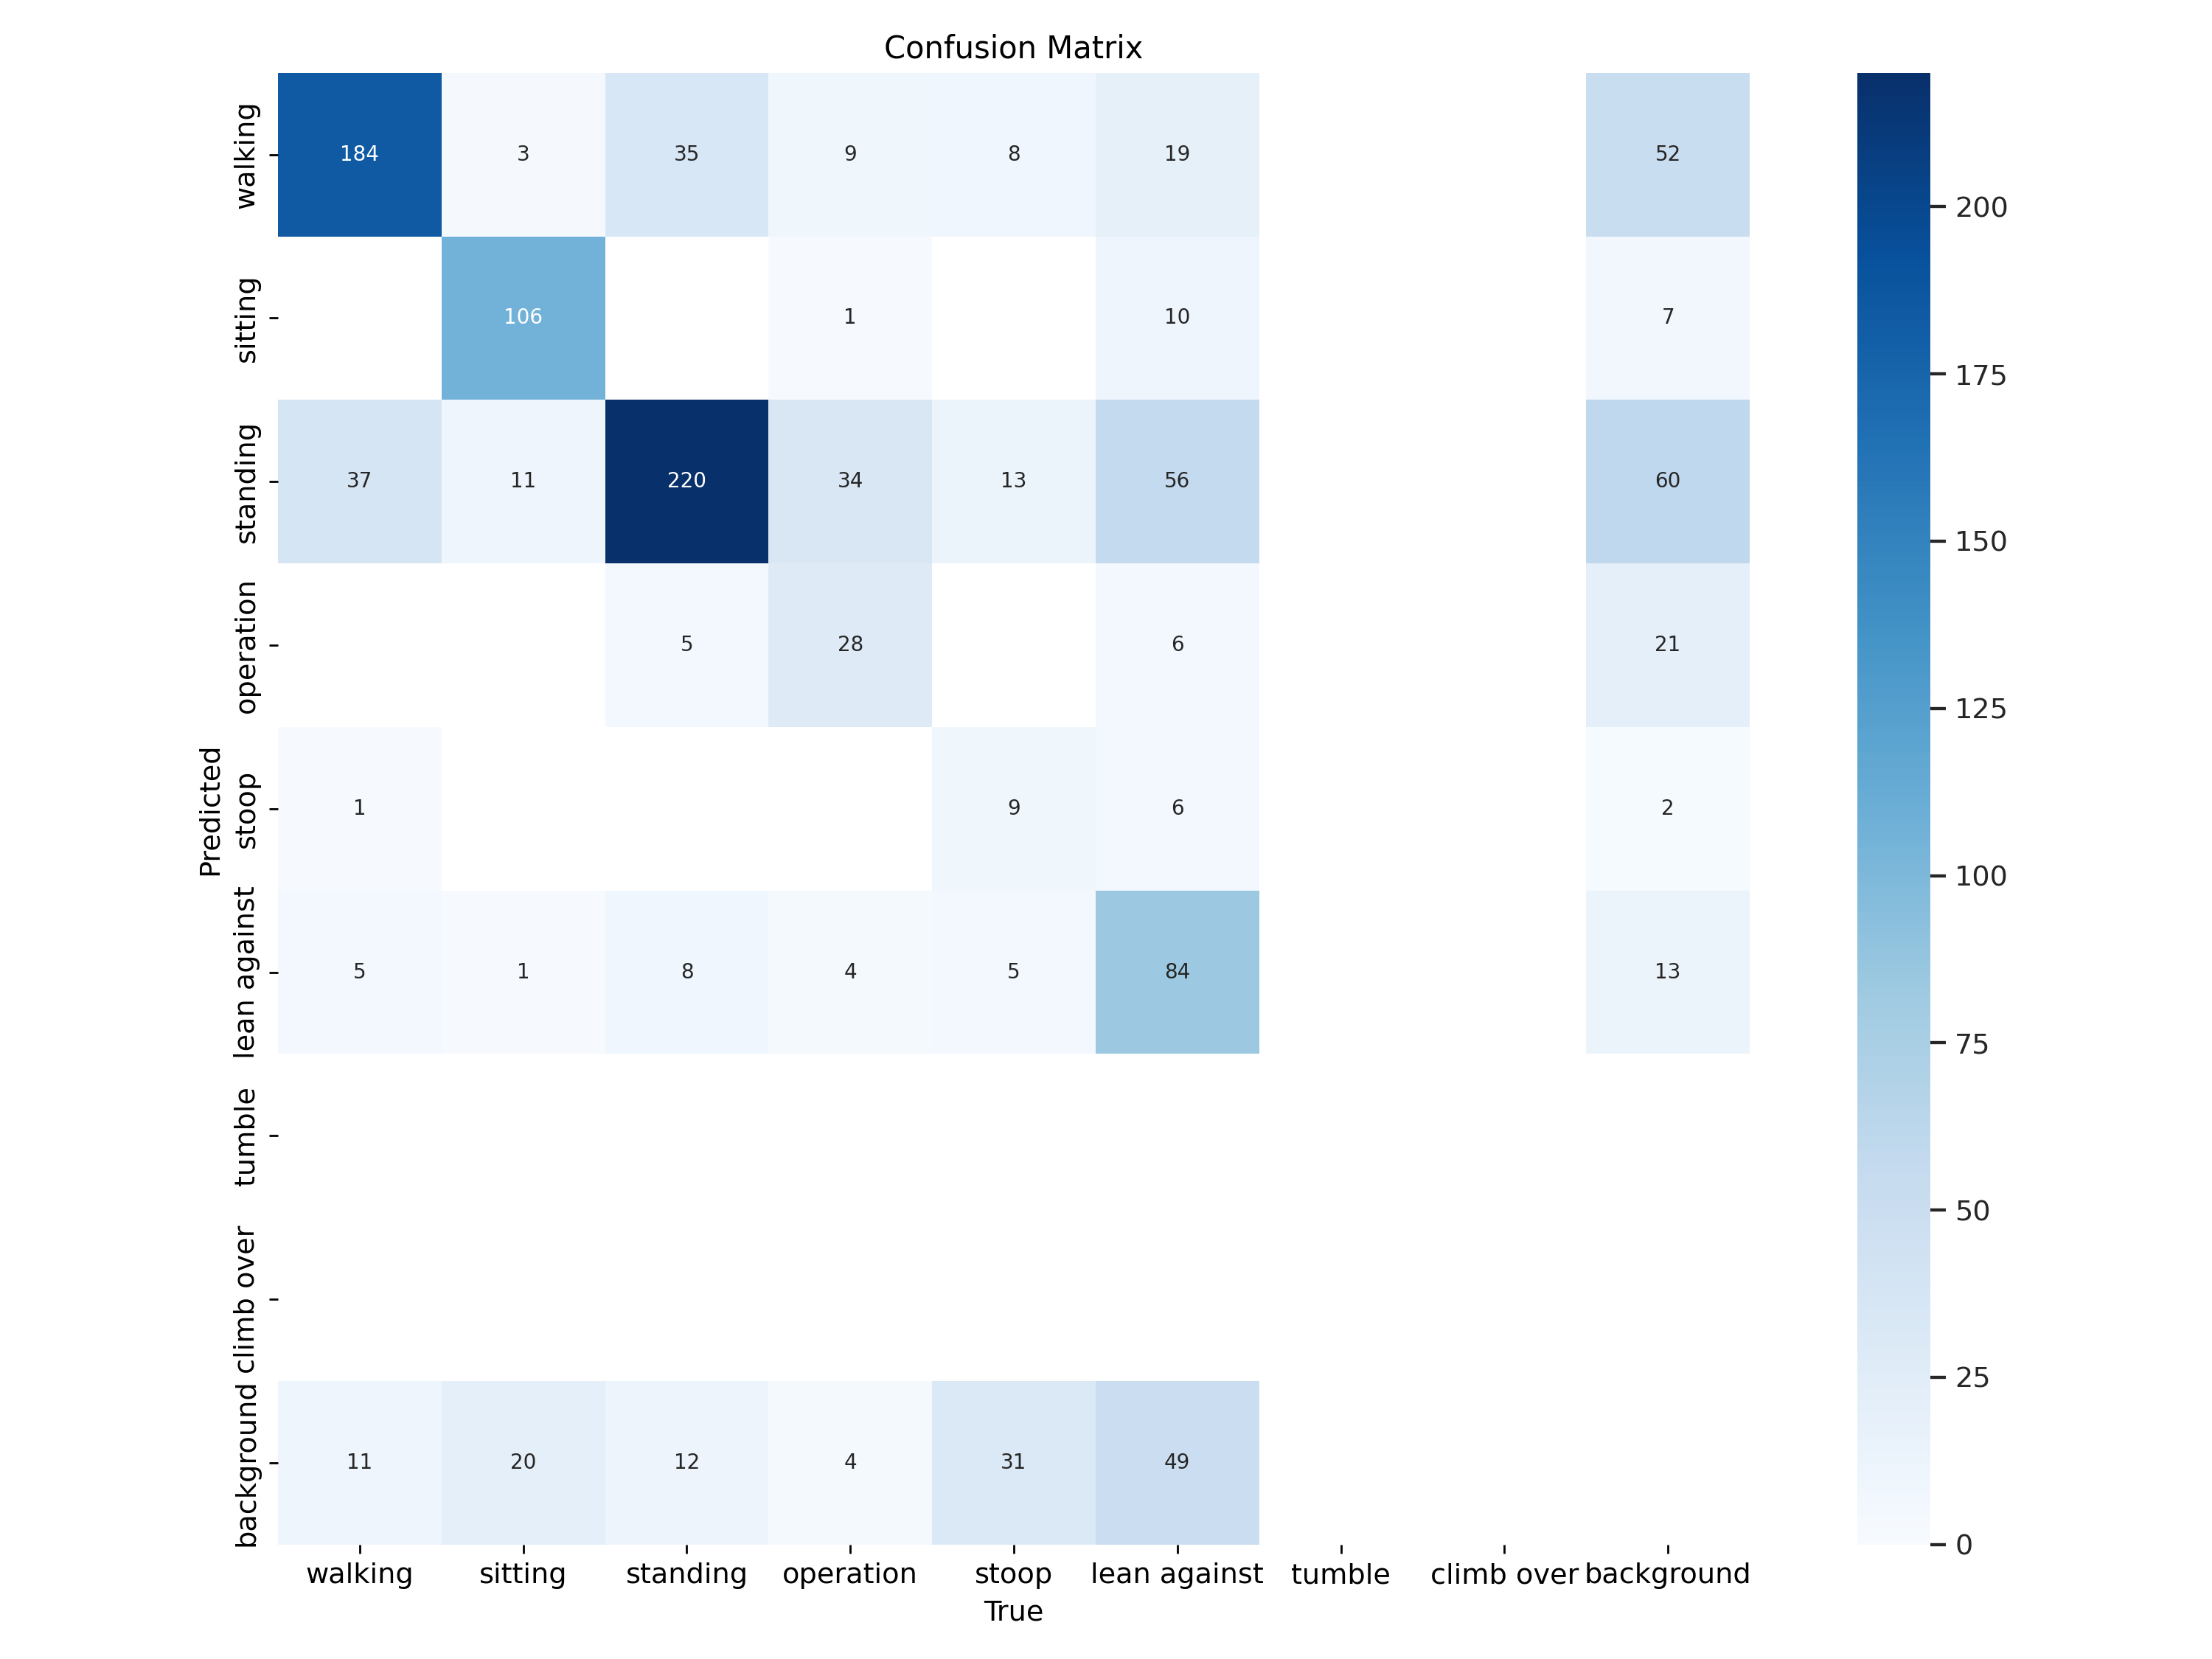 Confusion Matrix
walking 184 3 35 9 8 19 52
sitting 106 1 10 7
standing 37 11 220 34 13 56 60
operation 5 28 6 21
stoop 1 9 6 2
lean against 5 1 8 4 5 84 13
tumble
climb over
background 11 20 12 4 31 49
Predicted
walking sitting standing operation stoop lean against tumble climb over background
True
200
175
150
125
100
75
50
25
0